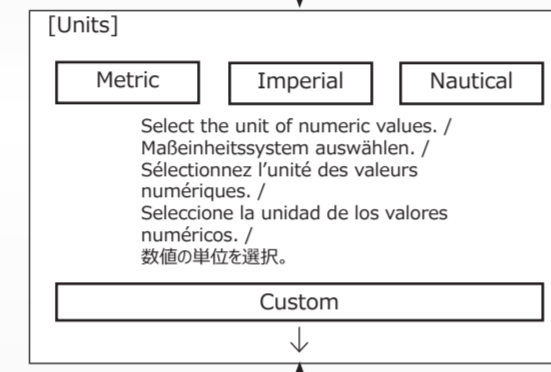 [Units]
Metric Imperial Nautical
Select the unit of numeric values. /
Maßeinheitssystem auswählen. /
Sélectionnez l'unité des valeurs
numériques. /
Seleccione la unidad de los valores
numéricos. /
数値の単位を選択。
Custom
↓